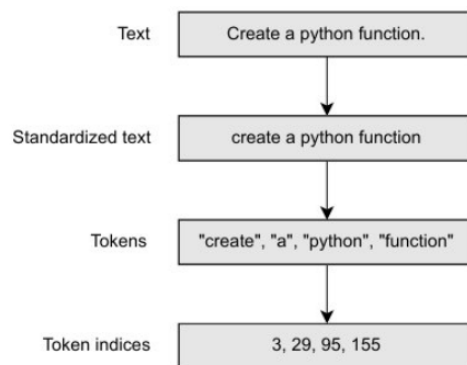 Text
Create a python function.
Standardized text
create a python function
Tokens
"create", "a", "python", "function"
Token indices
3, 29, 95, 155